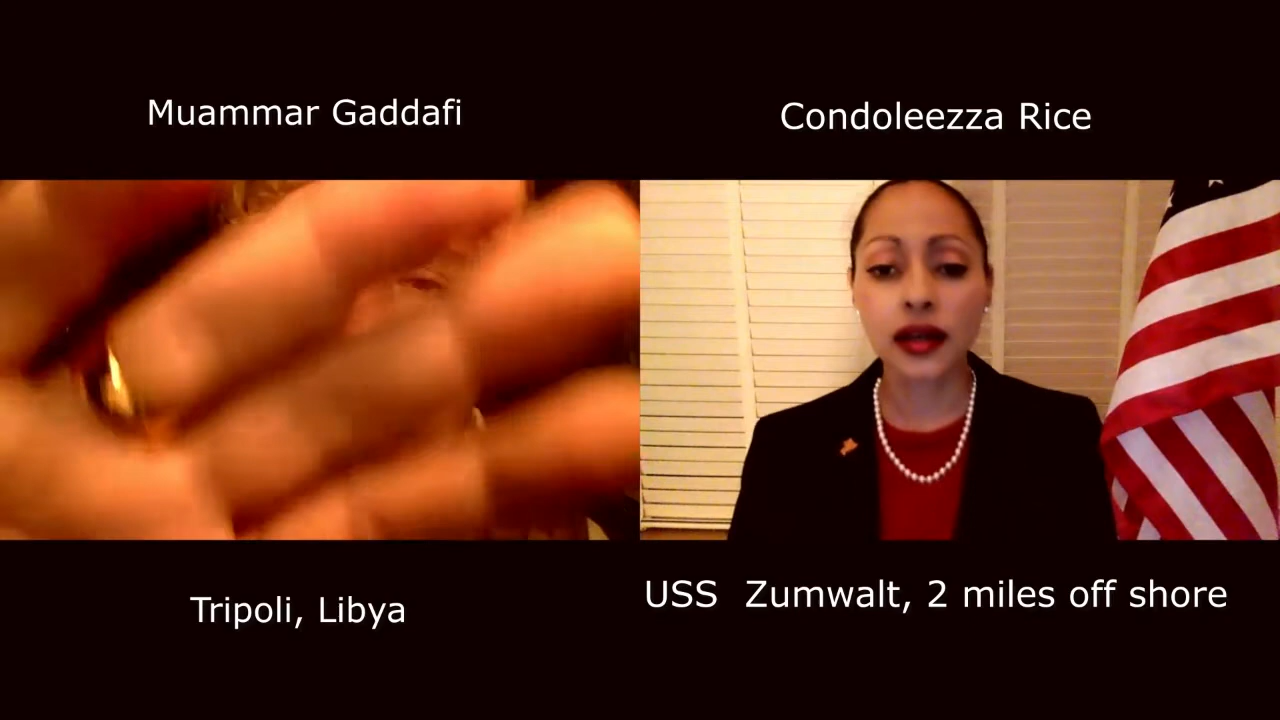 Muammar Gaddafi
Condoleezza Rice
Tripoli, Libya
USS Zumwalt, 2 miles off shore